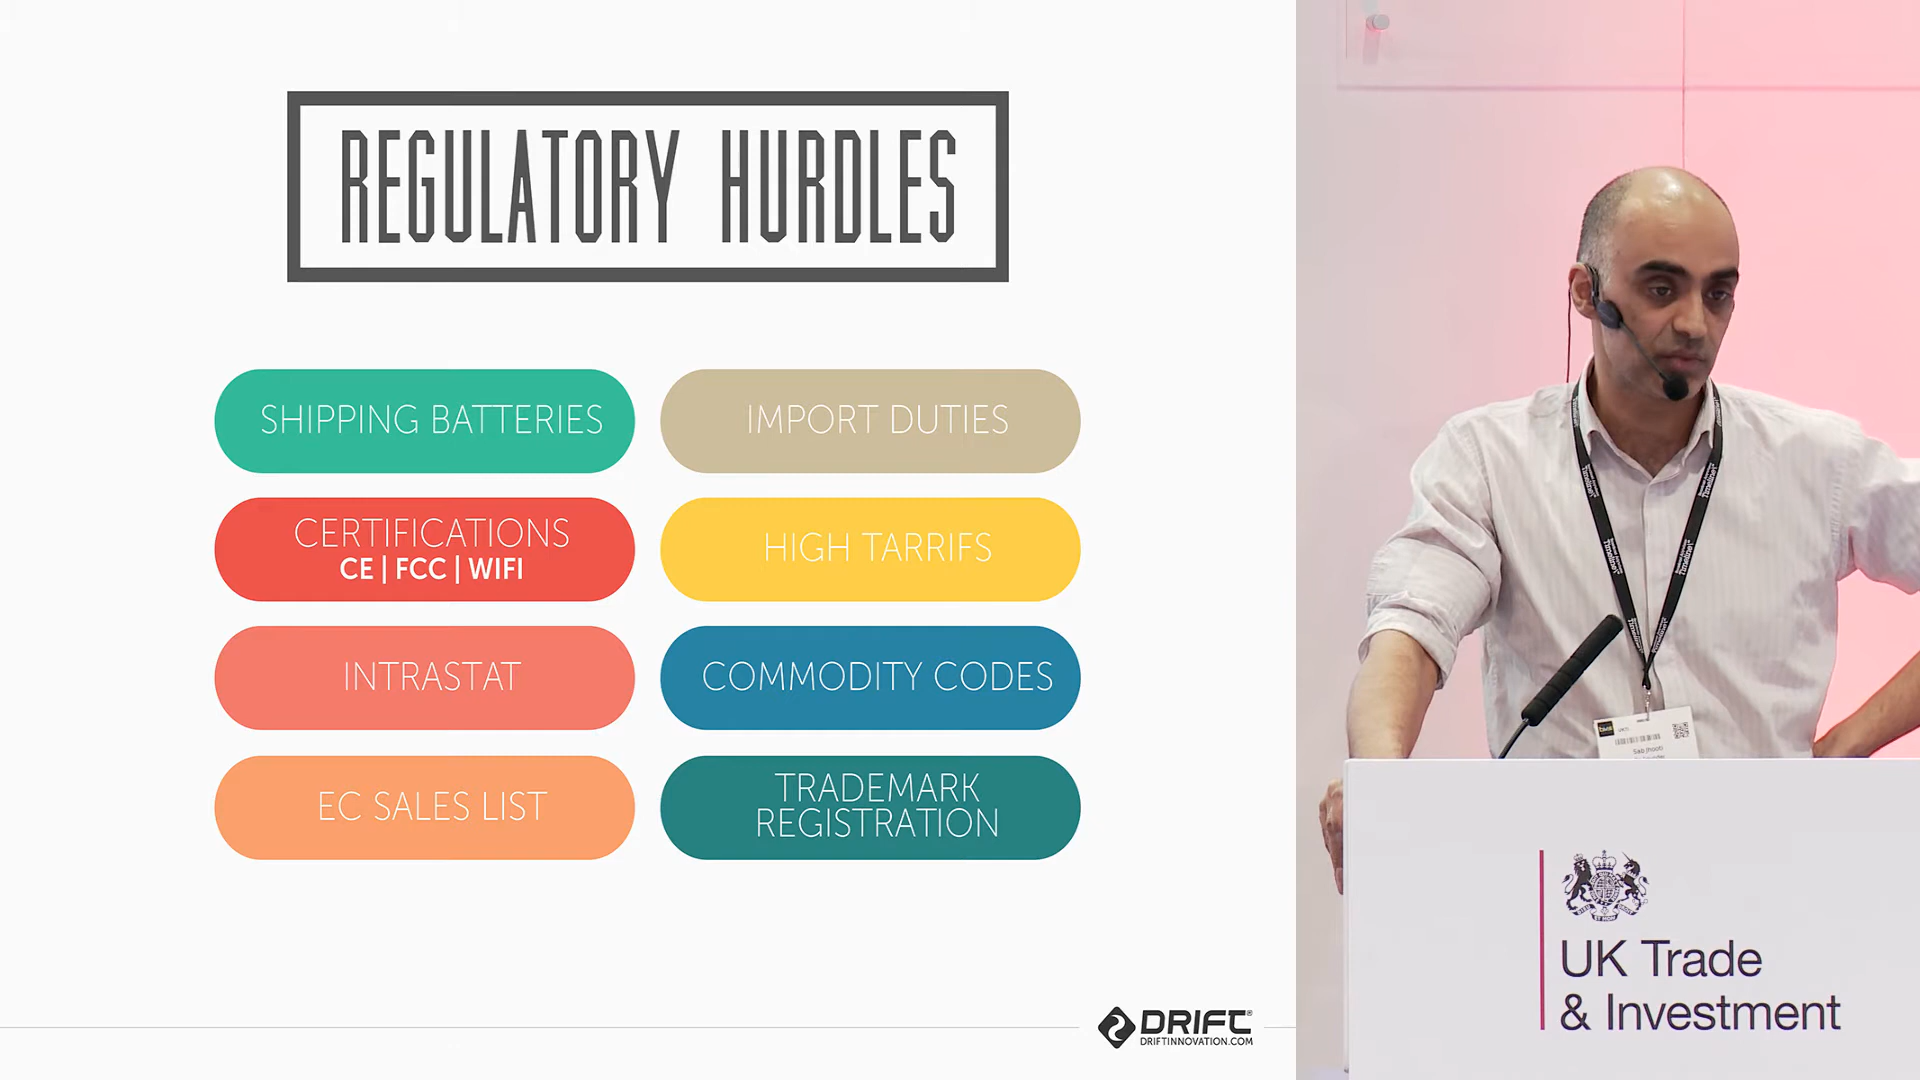 REGULATORY HURDLES
SHIPPING BATTERIES
IMPORT DUTIES
CERTIFICATIONS
CE | FCC | WIFI
HIGH TARRIFS
INTRASTAT
COMMODITY CODES
EC SALES LIST
TRADEMARK
REGISTRATION
DRIFT
DRIFTINNOVATION.COM
UK Trade
& Investment